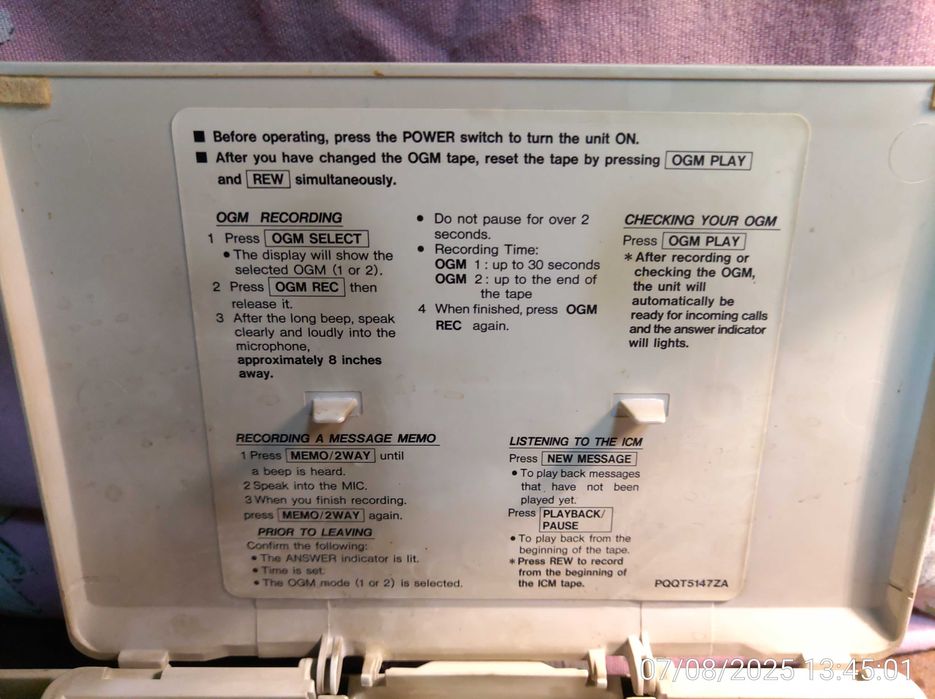 ■ Before operating, press the POWER switch to turn the unit ON.
■ After you have changed the OGM tape, reset the tape by pressing OGM PLAY
and REW simultaneously.
OGM RECORDING
1 Press OGM SELECT
• The display will show the
selected OGM (1 or 2).
2 Press OGM REC then
release it.
3 After the long beep, speak
clearly and loudly into the
microphone,
approximately 8 inches
away.
• Do not pause for over 2
seconds.
• Recording Time:
OGM 1 : up to 30 seconds
OGM 2 : up to the end of
the tape
4 When finished, press OGM
REC again.
CHECKING YOUR OGM
Press OGM PLAY
* After recording or
checking the OGM,
the unit will
automatically be
ready for incoming calls
and the answer indicator
will lights.
RECORDING A MESSAGE MEMO
1 Press MEMO/2WAY until
a beep is heard.
2 Speak into the MIC.
3 When you finish recording.
press MEMO/2WAY again.
PRIOR TO LEAVING
Confirm the following:
• The ANSWER indicator is lit.
• Time is set.
• The OGM mode (1 or 2) is selected.
LISTENING TO THE ICM
Press NEW MESSAGE
• To play back messages
that have not been
played yet.
Press PLAYBACK/
PAUSE
• To play back from the
beginning of the tape.
* Press REW to record
from the beginning of
the ICM tape.
PQQT5147ZA
07/08/2025 13:45:01